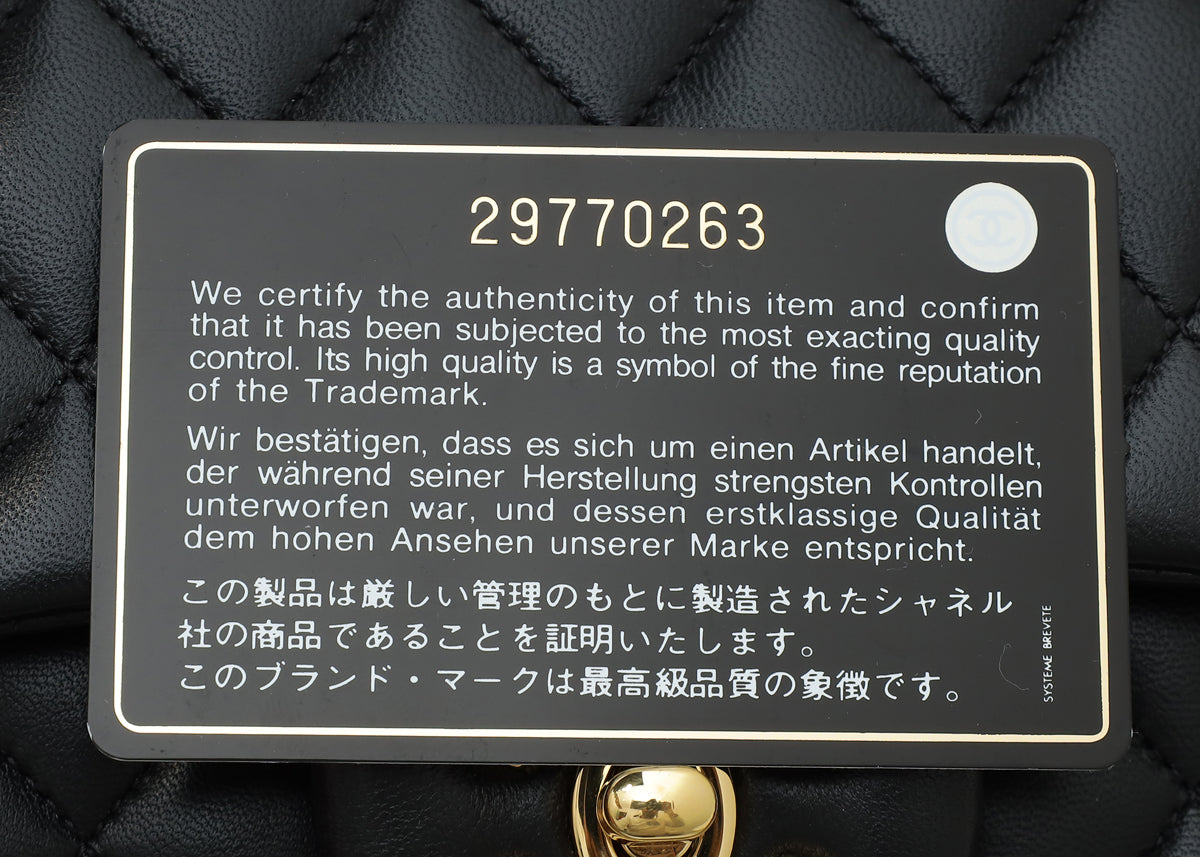 29770263
We certify the authenticity of this item and confirm
that it has been subjected to the most exacting quality
control. Its high quality is a symbol of the fine reputation
of the Trademark.
Wir bestätigen, dass es sich um einen Artikel handelt,
der während seiner Herstellung strengsten Kontrollen
unterworfen war, und dessen erstklassige Qualität
dem hohen Ansehen unserer Marke entspricht.
この製品は厳しい管理のもとに製造されたシャネル
社の商品であることを証明いたします。
このブランド・マークは最高級品質の象徴です。
SYSTEME BREVETE